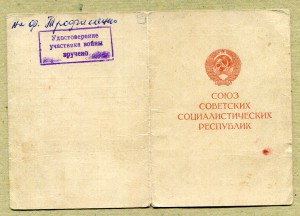 Удостоверение
участника войны
вручено
СОЮЗ
СОВЕТСКИХ
СОЦИАЛИСТИЧЕСКИХ
РЕСПУБЛИК